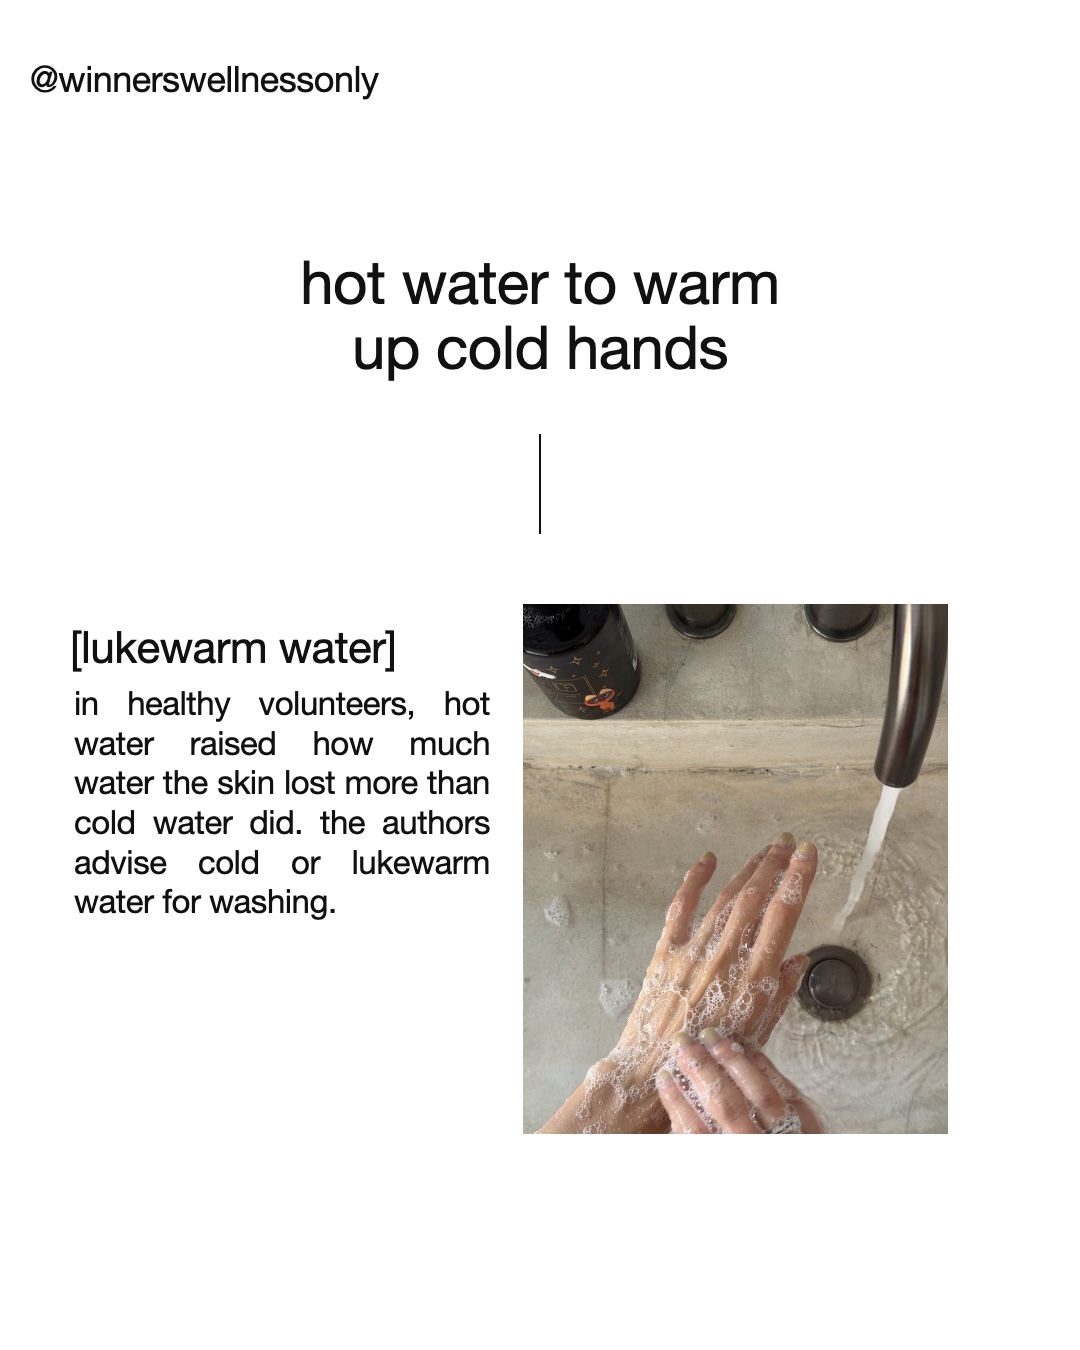 @winnerswellnessonly
hot water to warm
up cold hands
[lukewarm water]
in healthy volunteers, hot
water raised how much
water the skin lost more than
cold water did. the authors
advise cold or lukewarm
water for washing.